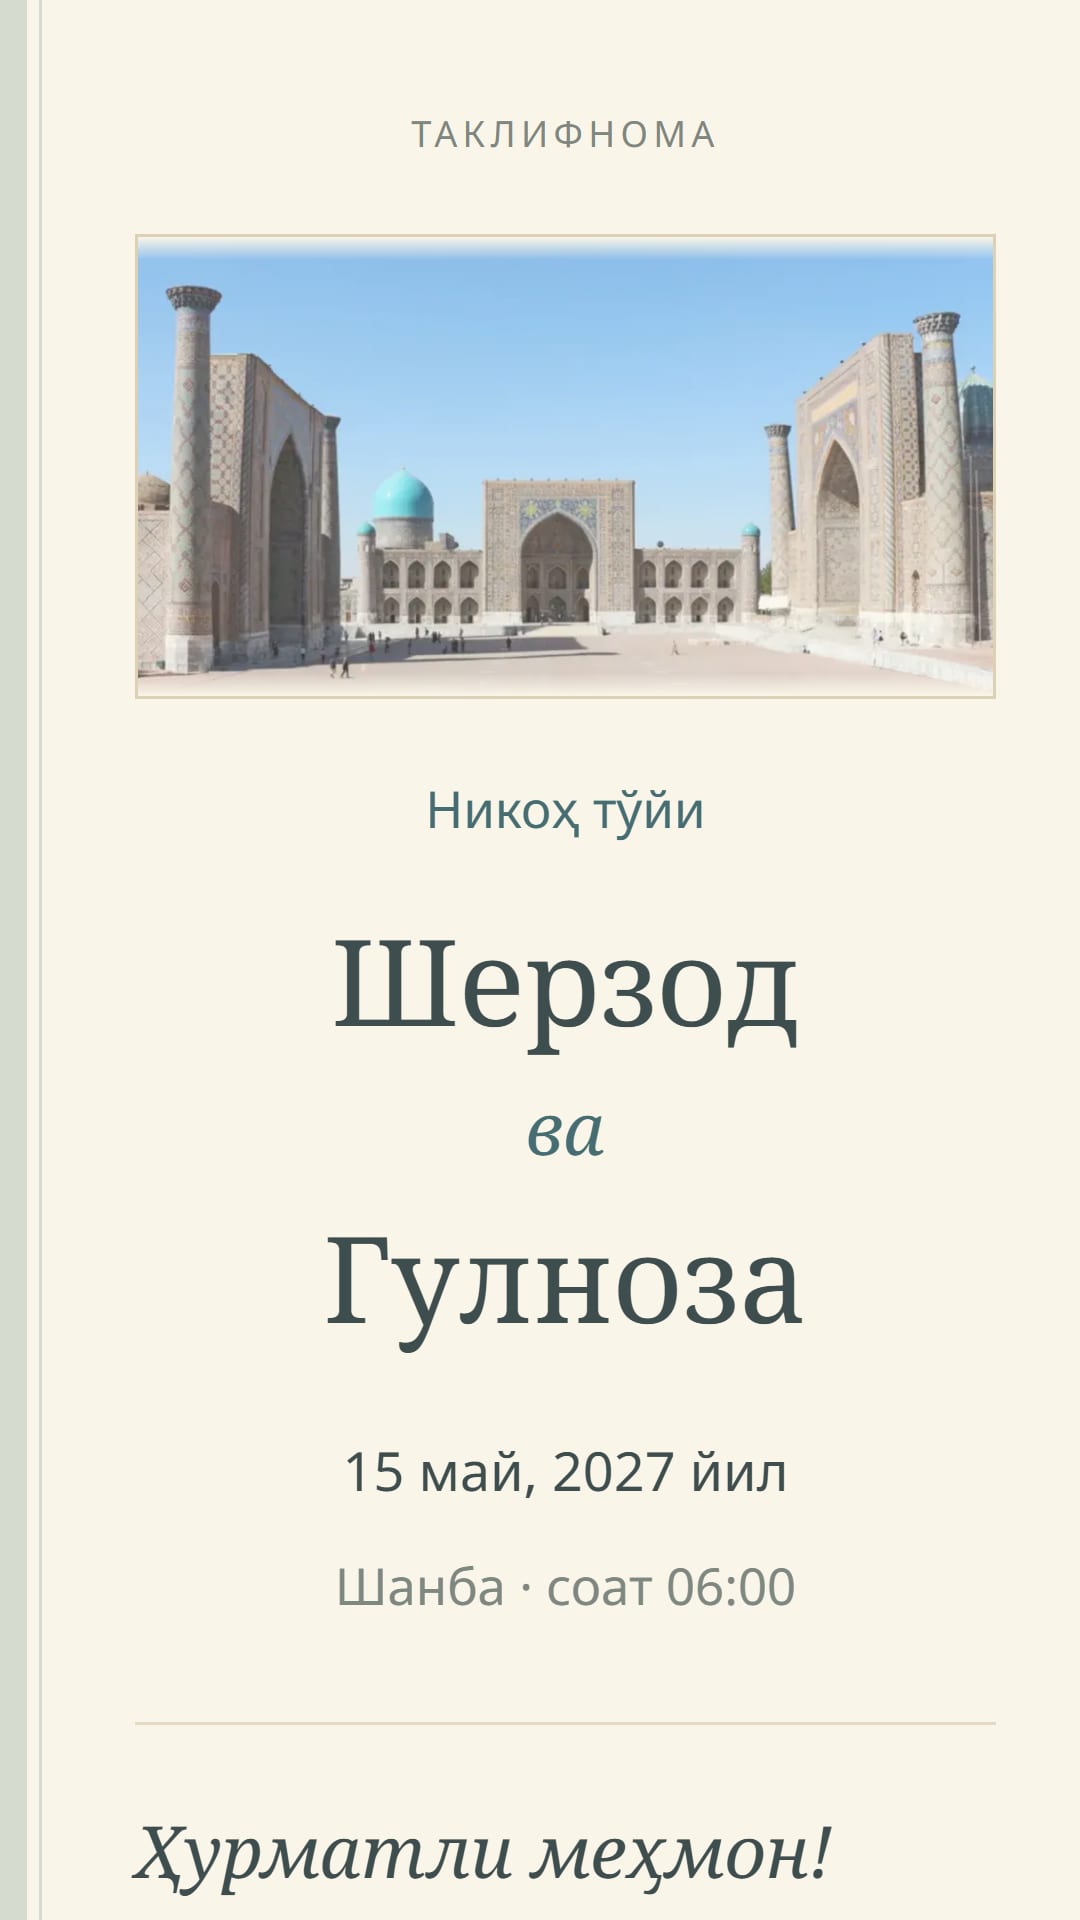 ТАКЛИФНОМА
Никоҳ тўйи
Шерзод
ва
Гулноза
15 май, 2027 йил
Шанба · соат 06:00
Ҳурматли меҳмон!